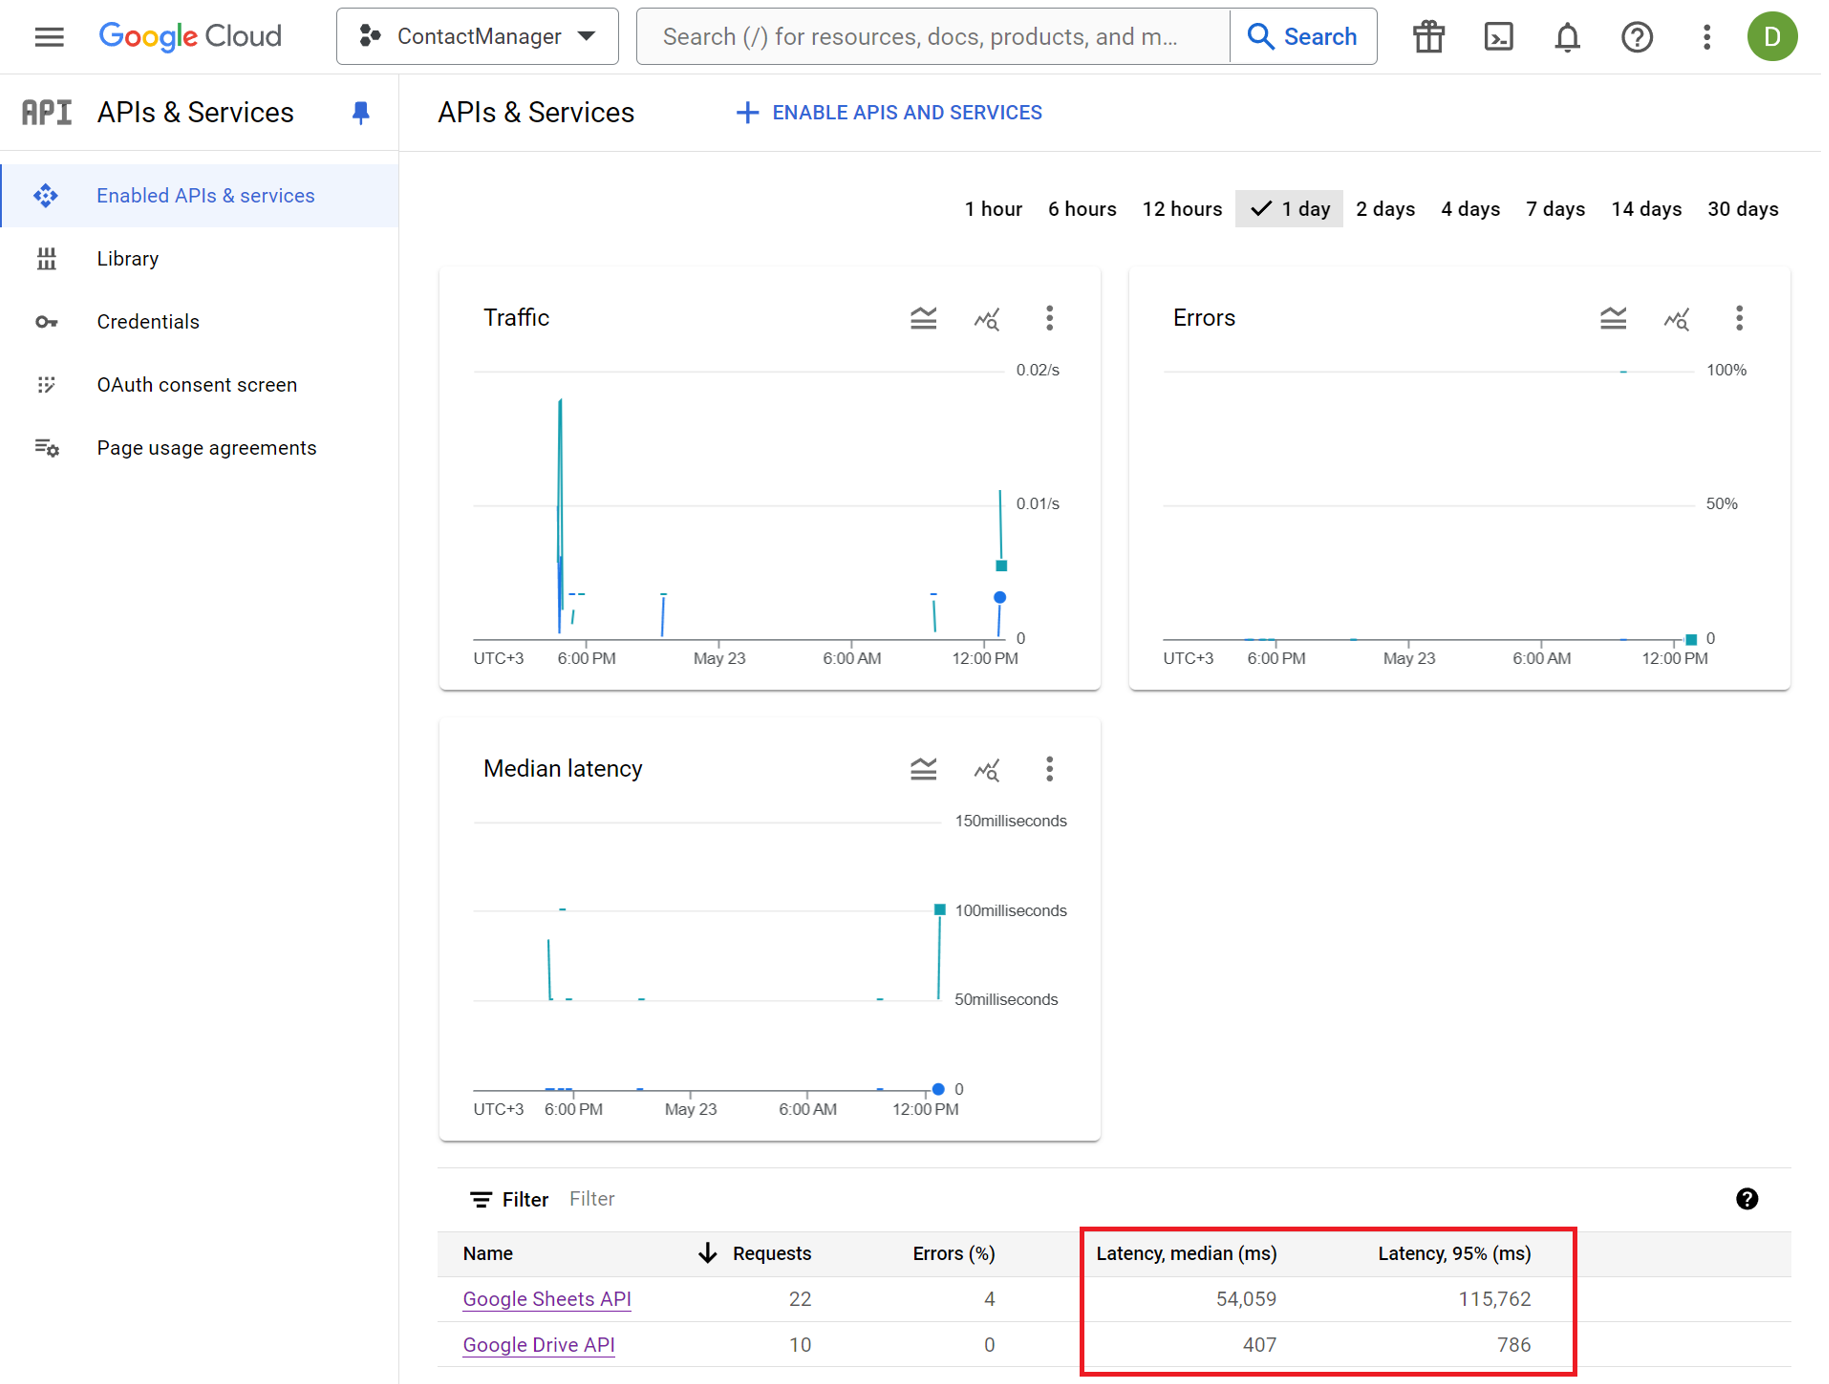 Google Cloud
ContactManager
Search (/) for resources, docs, products, and m...
Search
D
API
APIs & Services
APIs & Services
ENABLE APIS AND SERVICES
Enabled APIs & services
Library
Credentials
OAuth consent screen
Page usage agreements
1 hour 6 hours 12 hours 1 day 2 days 4 days 7 days 14 days 30 days
Traffic
0.02/s
0.01/s
0
UTC+3 6:00 PM May 23 6:00 AM 12:00 PM
Errors
100%
50%
0
UTC+3 6:00 PM May 23 6:00 AM 12:00 PM
Median latency
150milliseconds
100milliseconds
50milliseconds
0
UTC+3 6:00 PM May 23 6:00 AM 12:00 PM
Filter Filter
Name Requests Errors (%) Latency, median (ms) Latency, 95% (ms)
Google Sheets API 22 4 54,059 115,762
Google Drive API 10 0 407 786